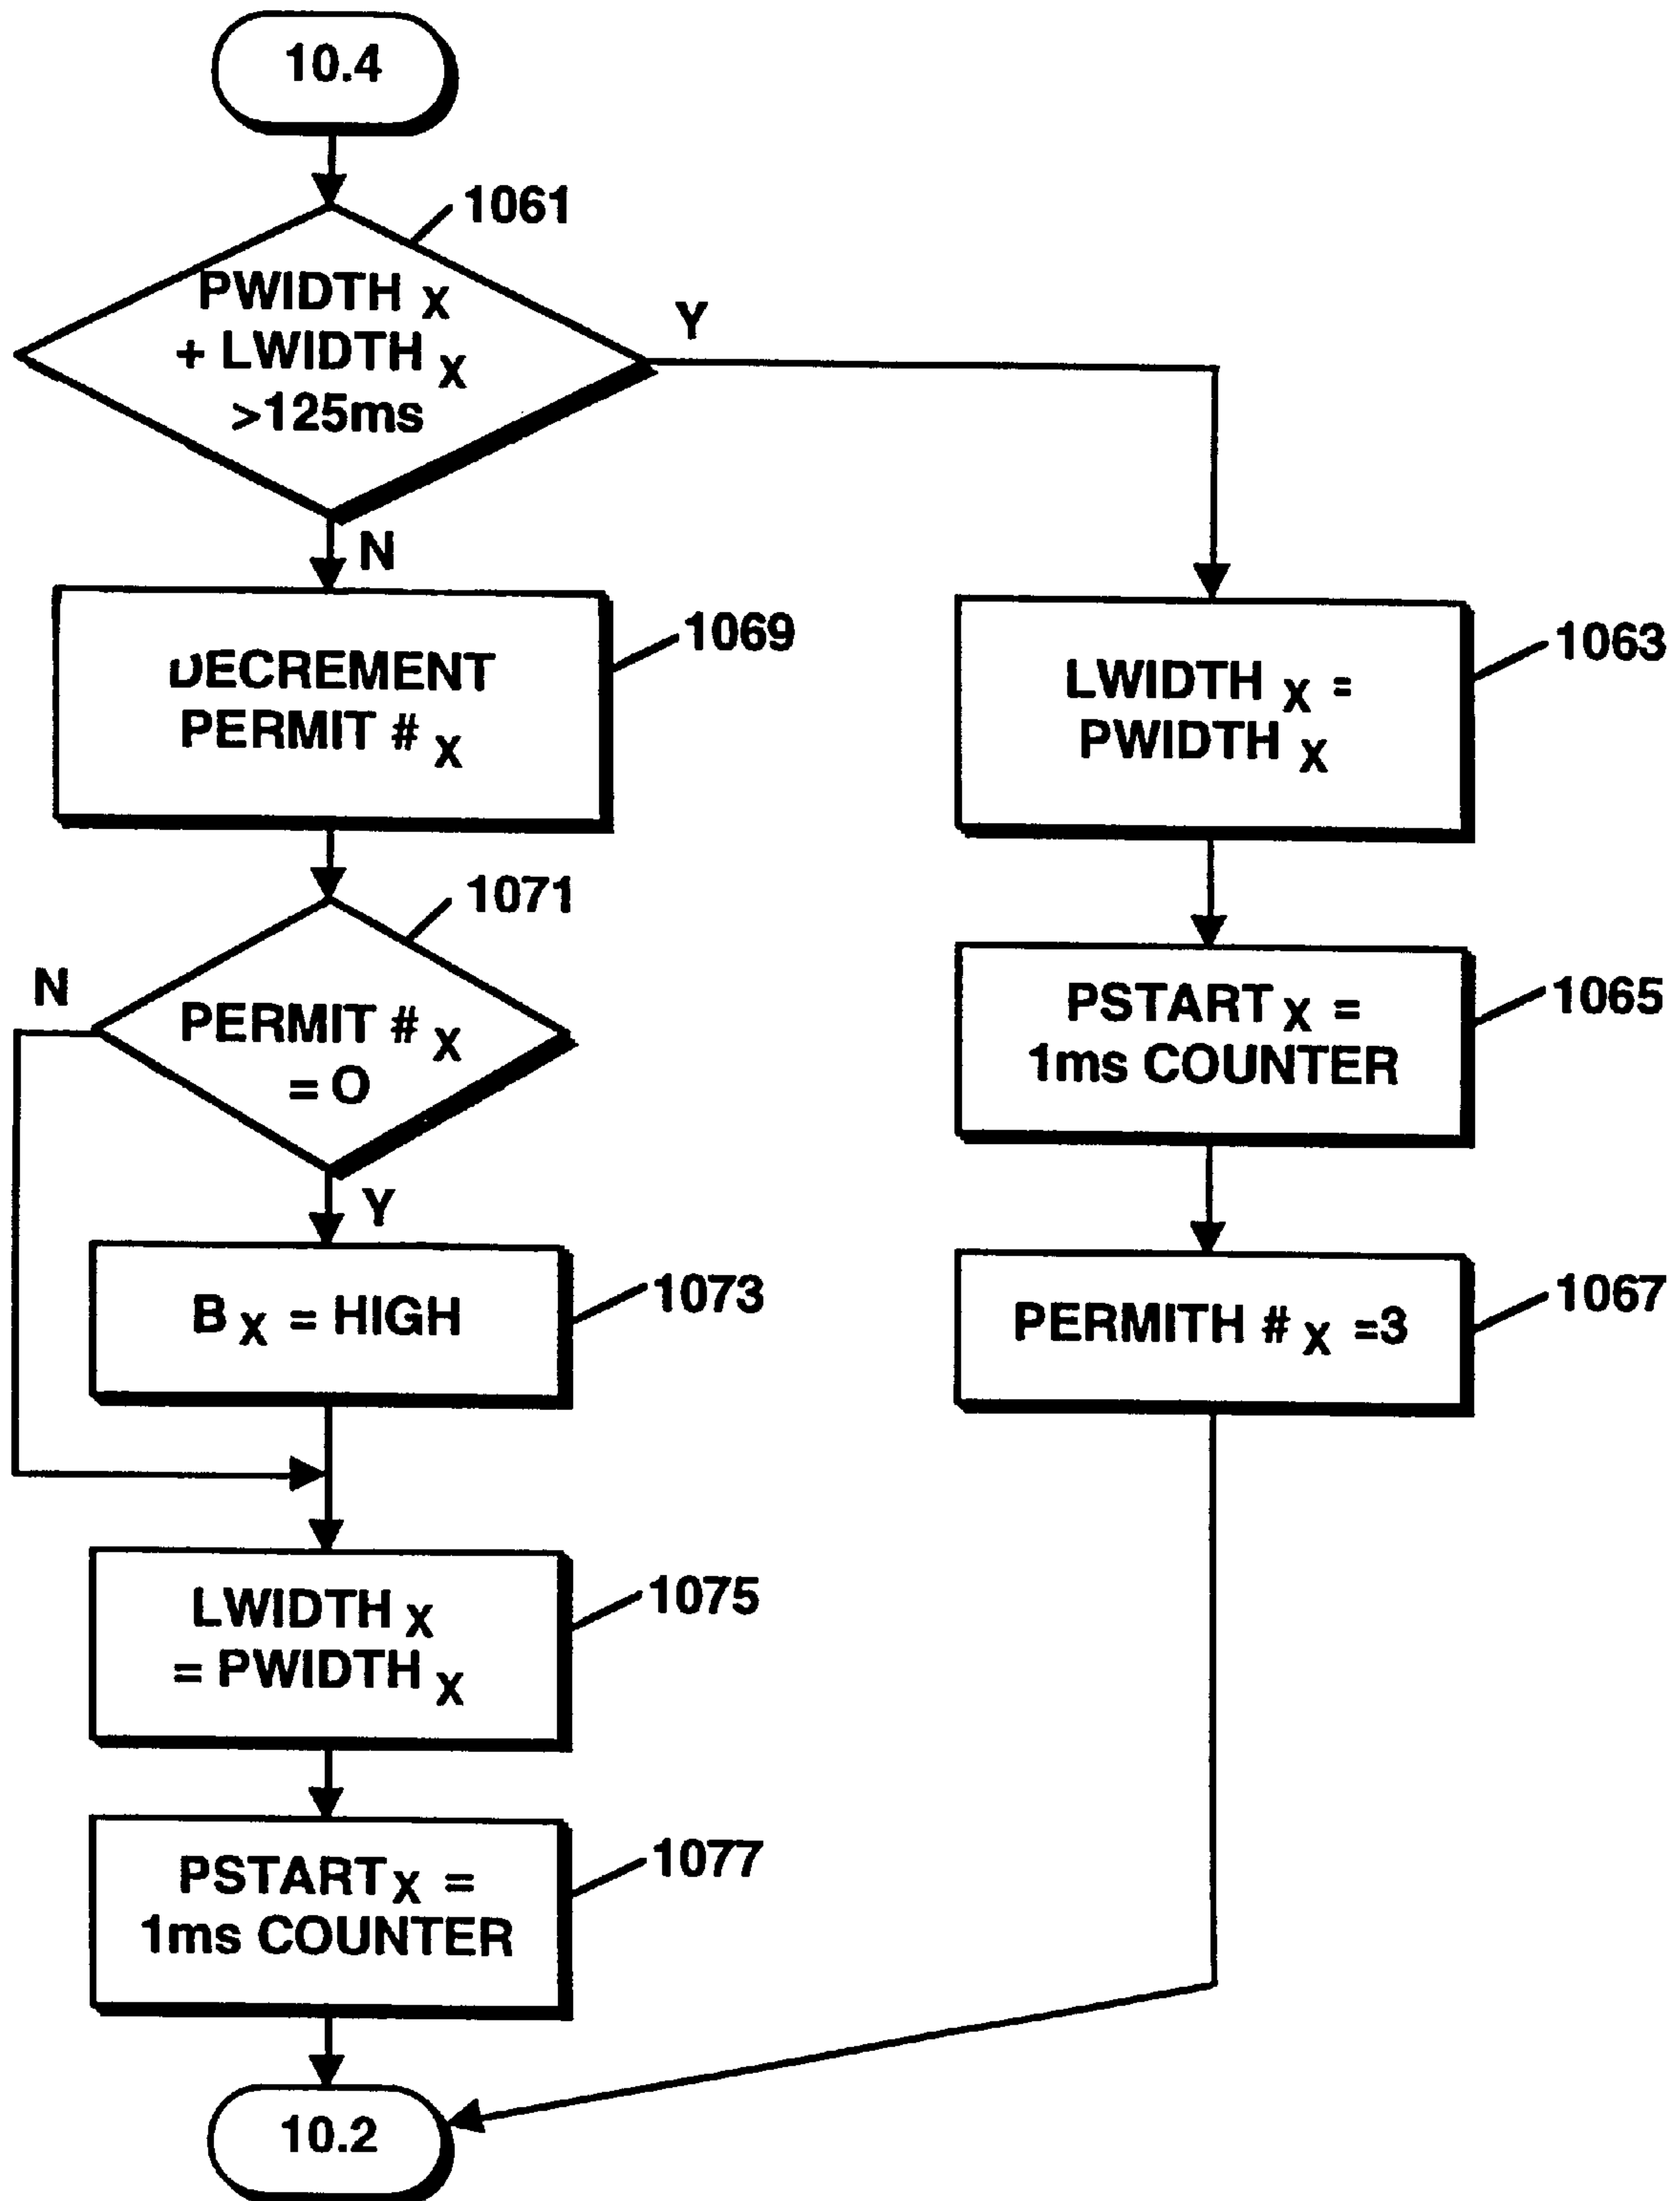 10.4
1061
PWIDTH X
+ LWIDTH X
>125ms
Y
N
DECREMENT
PERMIT # X
1069
LWIDTH X =
PWIDTH X
1063
1071
N
PERMIT # X
= O
PSTART X =
1ms COUNTER
1065
Y
B X = HIGH
1073
PERMITH # X =3
1067
LWIDTH X
= PWIDTH X
1075
PSTART X =
1ms COUNTER
1077
10.2